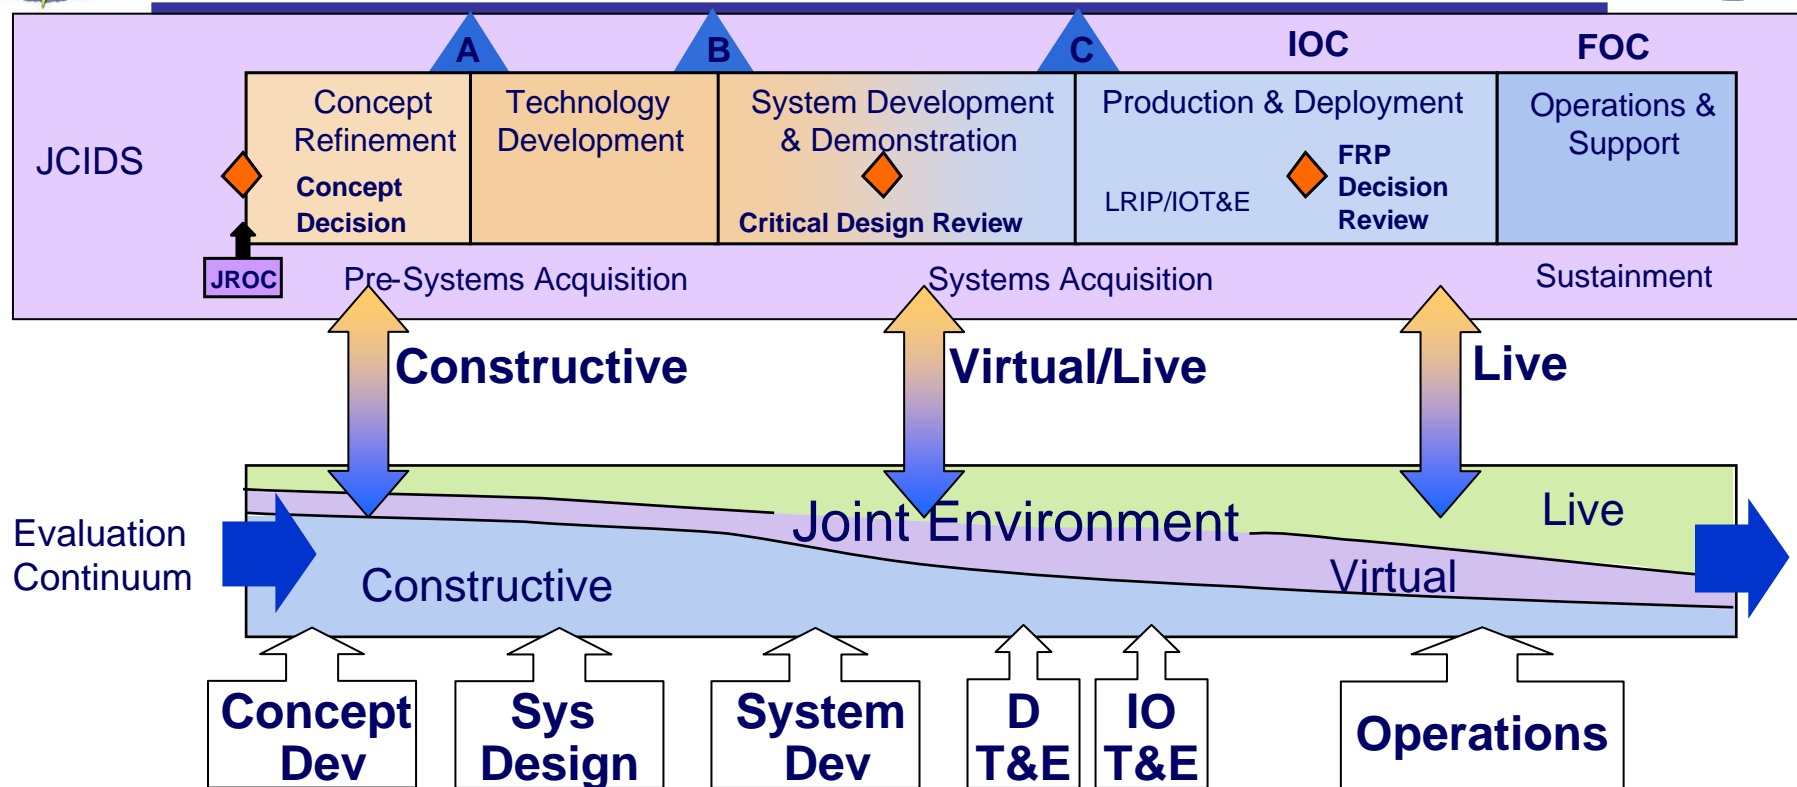 A
B
C
IOC
FOC
JCIDS
Concept
Refinement
Concept
Decision
Technology
Development
System Development
& Demonstration
Critical Design Review
Production & Deployment
LRIP/IOT&E
FRP
Decision
Review
Operations &
Support
JROC
Pre-Systems Acquisition
Systems Acquisition
Sustainment
Constructive
Virtual/Live
Live
Evaluation
Continuum
Joint Environment
Live
Constructive
Virtual
Concept
Dev
Sys
Design
System
Dev
D
T&E
IO
T&E
Operations